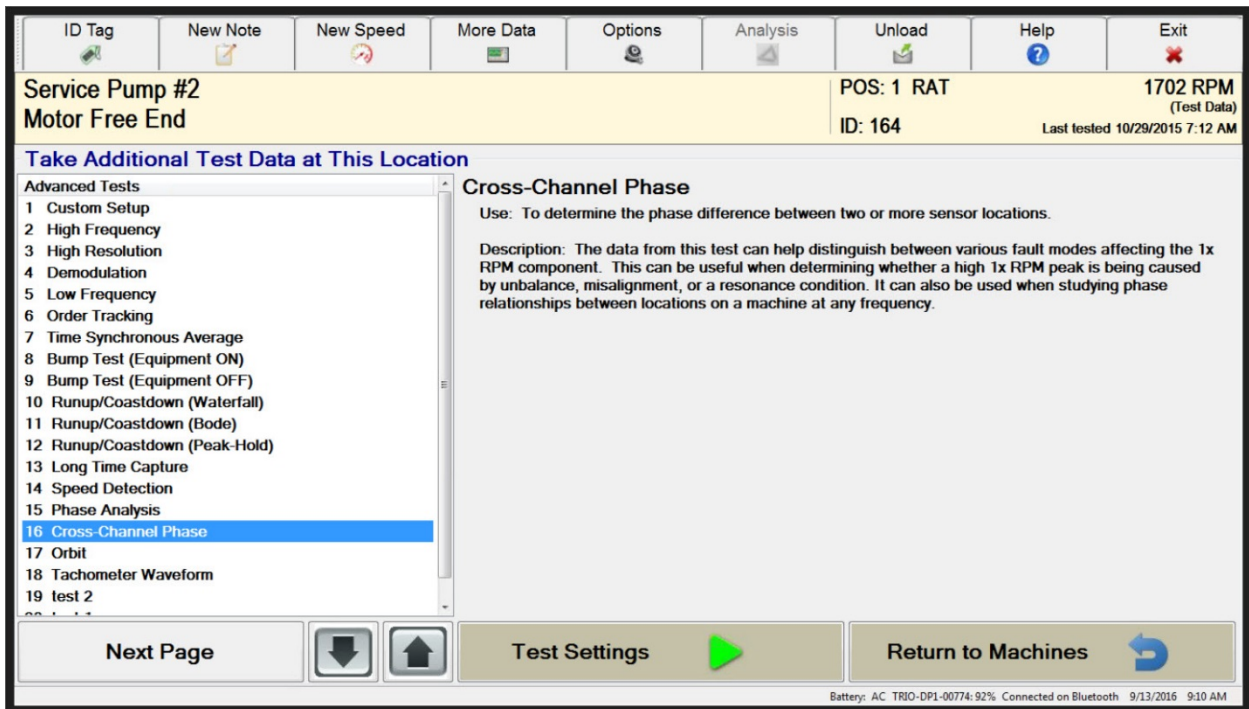 ID Tag New Note New Speed More Data Options Analysis Unload Help Exit
Service Pump #2
Motor Free End
POS: 1 RAT
ID: 164
1702 RPM
(Test Data)
Last tested 10/29/2015 7:12 AM
Take Additional Test Data at This Location
Advanced Tests
1 Custom Setup
2 High Frequency
3 High Resolution
4 Demodulation
5 Low Frequency
6 Order Tracking
7 Time Synchronous Average
8 Bump Test (Equipment ON)
9 Bump Test (Equipment OFF)
10 Runup/Coastdown (Waterfall)
11 Runup/Coastdown (Bode)
12 Runup/Coastdown (Peak-Hold)
13 Long Time Capture
14 Speed Detection
15 Phase Analysis
16 Cross-Channel Phase
17 Orbit
18 Tachometer Waveform
19 test 2
Cross-Channel Phase
Use: To determine the phase difference between two or more sensor locations.
Description: The data from this test can help distinguish between various fault modes affecting the 1x
RPM component. This can be useful when determining whether a high 1x RPM peak is being caused
by unbalance, misalignment, or a resonance condition. It can also be used when studying phase
relationships between locations on a machine at any frequency.
Next Page
Test Settings
Return to Machines
Battery: AC TRIO-DP1-00774: 92% Connected on Bluetooth 9/13/2016 9:10 AM